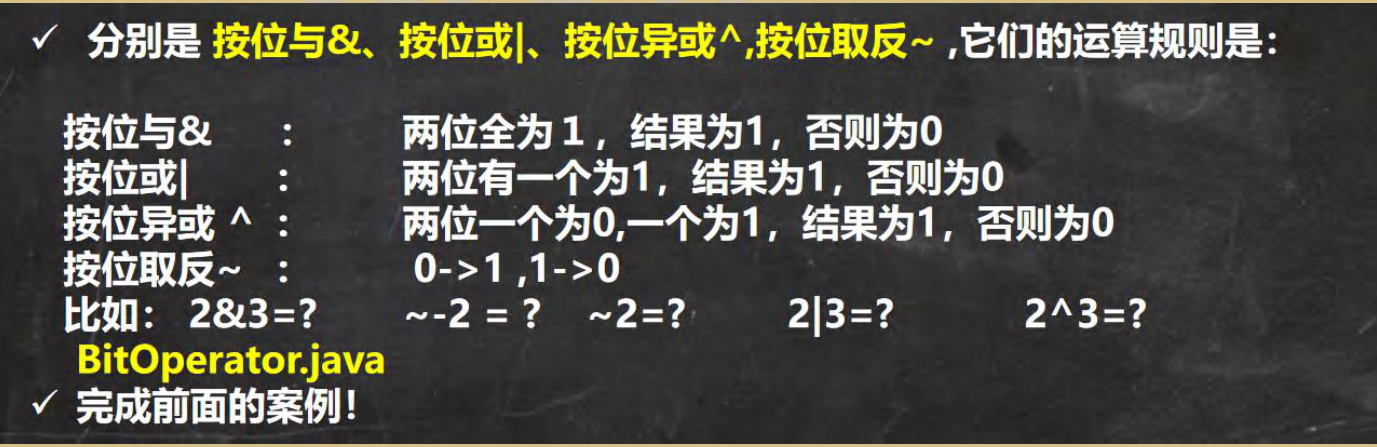 ✓ 分别是 按位与&、按位或|、按位异或^,按位取反~ ,它们的运算规则是：
按位与& ： 两位全为１，结果为1，否则为0
按位或| ： 两位有一个为1，结果为1，否则为0
按位异或 ^ ： 两位一个为0,一个为1，结果为1，否则为0
按位取反~ ： 0->1 ,1->0
比如： 2&3=? ~-2 = ? ~2=? 2|3=? 2^3=?
BitOperator.java
✓ 完成前面的案例！